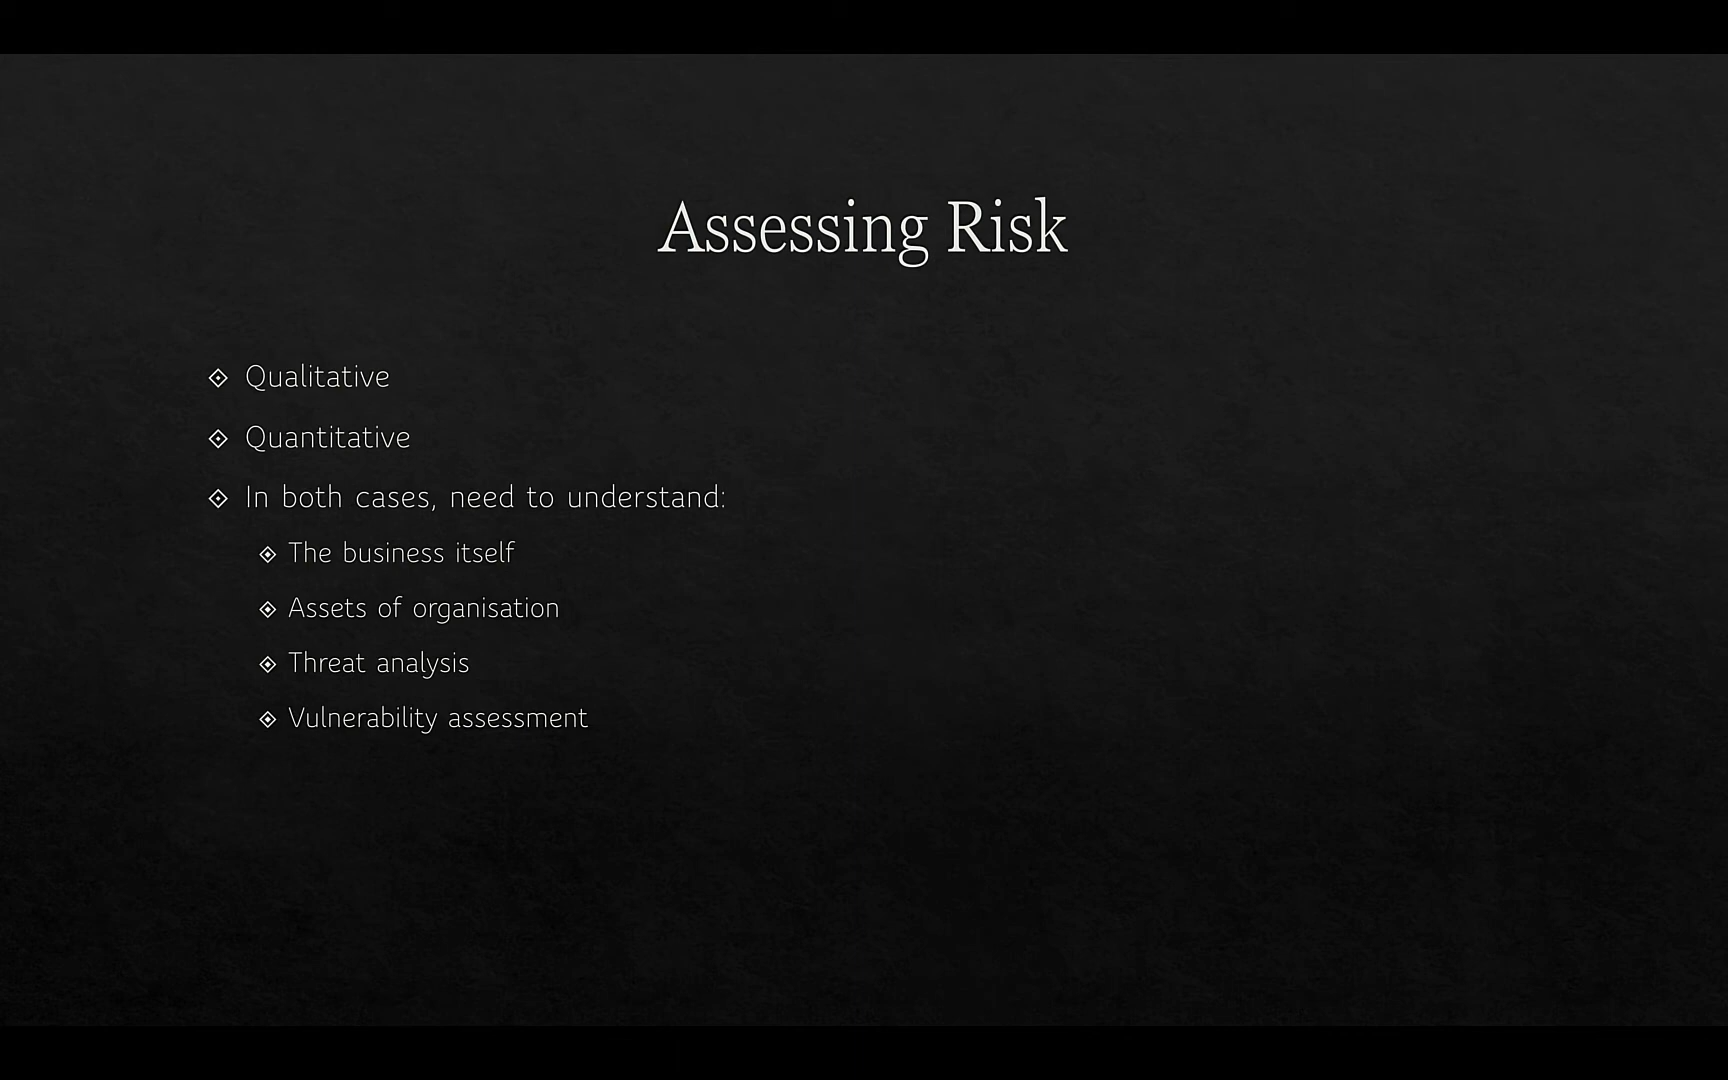 Assessing Risk
Qualitative
Quantitative
In both cases, need to understand:
The business itself
Assets of organisation
Threat analysis
Vulnerability assessment